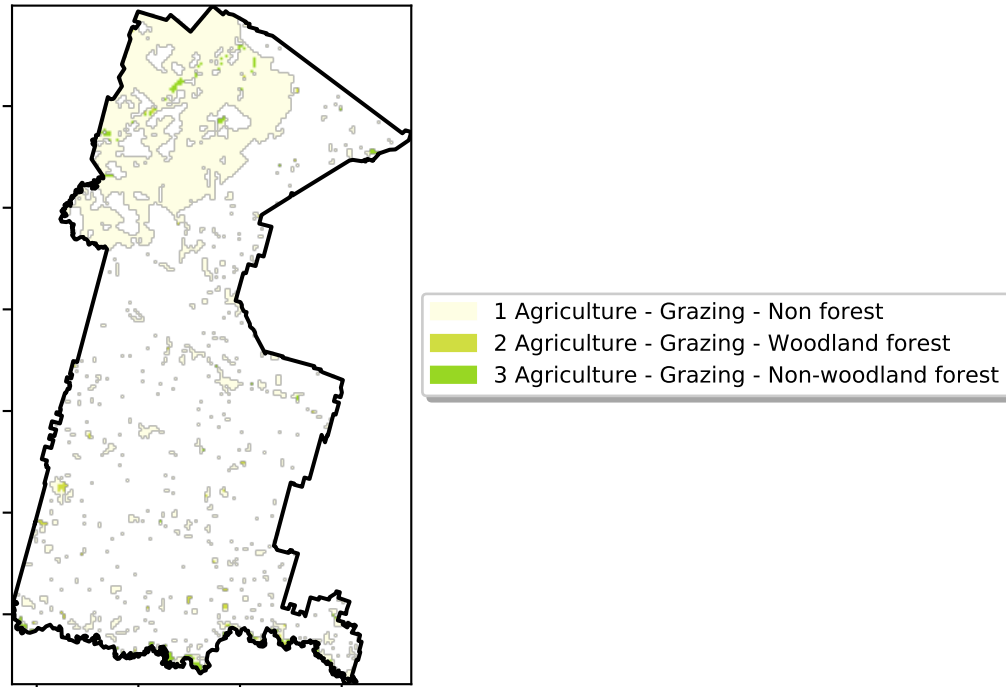 1 Agriculture - Grazing - Non forest
2 Agriculture - Grazing - Woodland forest
3 Agriculture - Grazing - Non-woodland forest